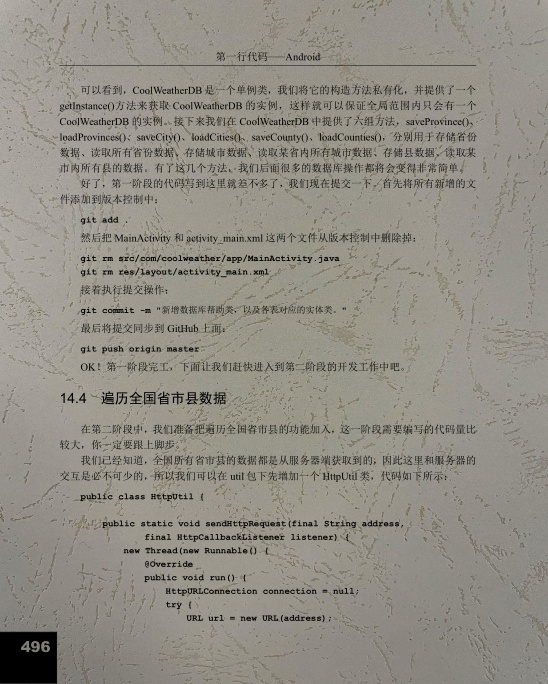 第一行代码——Android
可以看到，CoolWeatherDB 是一个单例类，我们将它的构造方法私有化，并提供了一个
getInstance()方法来获取 CoolWeatherDB 的实例，这样就可以保证全局范围内只会有一个
CoolWeatherDB 的实例。接下来我们在 CoolWeatherDB 中提供了六组方法，saveProvince()、
loadProvinces()、saveCity()、loadCities()、saveCounty()、loadCounties()，分别用于存储省份
数据、读取所有省份数据、存储城市数据、读取某省内所有城市数据、存储县数据、读取某
市内所有县的数据。有了这几个方法，我们后面很多的数据库操作都将会变得非常简单。
好了，第一阶段的代码写到这里就差不多了，我们现在提交一下。首先将所有新增的文
件添加到版本控制中：
git add .
然后把 MainActivity 和 activity_main.xml 这两个文件从版本控制中删除掉：
git rm src/com/coolweather/app/MainActivity.java
git rm res/layout/activity_main.xml
接着执行提交操作：
git commit -m "新增数据库帮助类，以及各表对应的实体类。"
最后将提交同步到 GitHub 上面：
git push origin master
OK！第一阶段完工，下面让我们赶快进入到第二阶段的开发工作中吧。
14.4 遍历全国省市县数据
在第二阶段中，我们准备把遍历全国省市县的功能加入，这一阶段需要编写的代码量比
较大，你一定要跟上脚步。
我们已经知道，全国所有省市县的数据都是从服务器端获取到的，因此这里和服务器的
交互是必不可少的，所以我们可以在 util 包下先增加一个 HttpUtil 类，代码如下所示：
public class HttpUtil {
public static void sendHttpRequest(final String address,
final HttpCallbackListener listener) {
new Thread(new Runnable() {
@Override
public void run() {
HttpURLConnection connection = null;
try {
URL url = new URL(address);
496